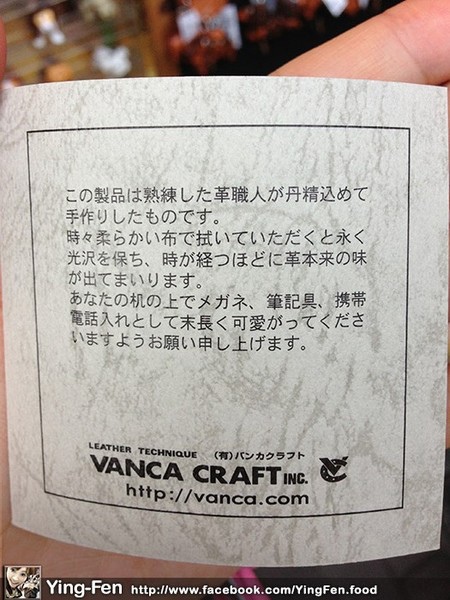 この製品は熟練した革職人が丹精込めて
手作りしたものです。
時々柔らかい布で拭いていただくと永く
光沢を保ち、時が経つほどに革本来の味
が出てまいります。
あなたの机の上でメガネ、筆記具、携帯
電話入れとして末長く可愛がってくださ
いますようお願い申し上げます。
LEATHER TECHNIQUE (有)バンカクラフト
VANCA CRAFT INC.
http://vanca.com
Ying-Fen http://www.facebook.com/YingFen.food